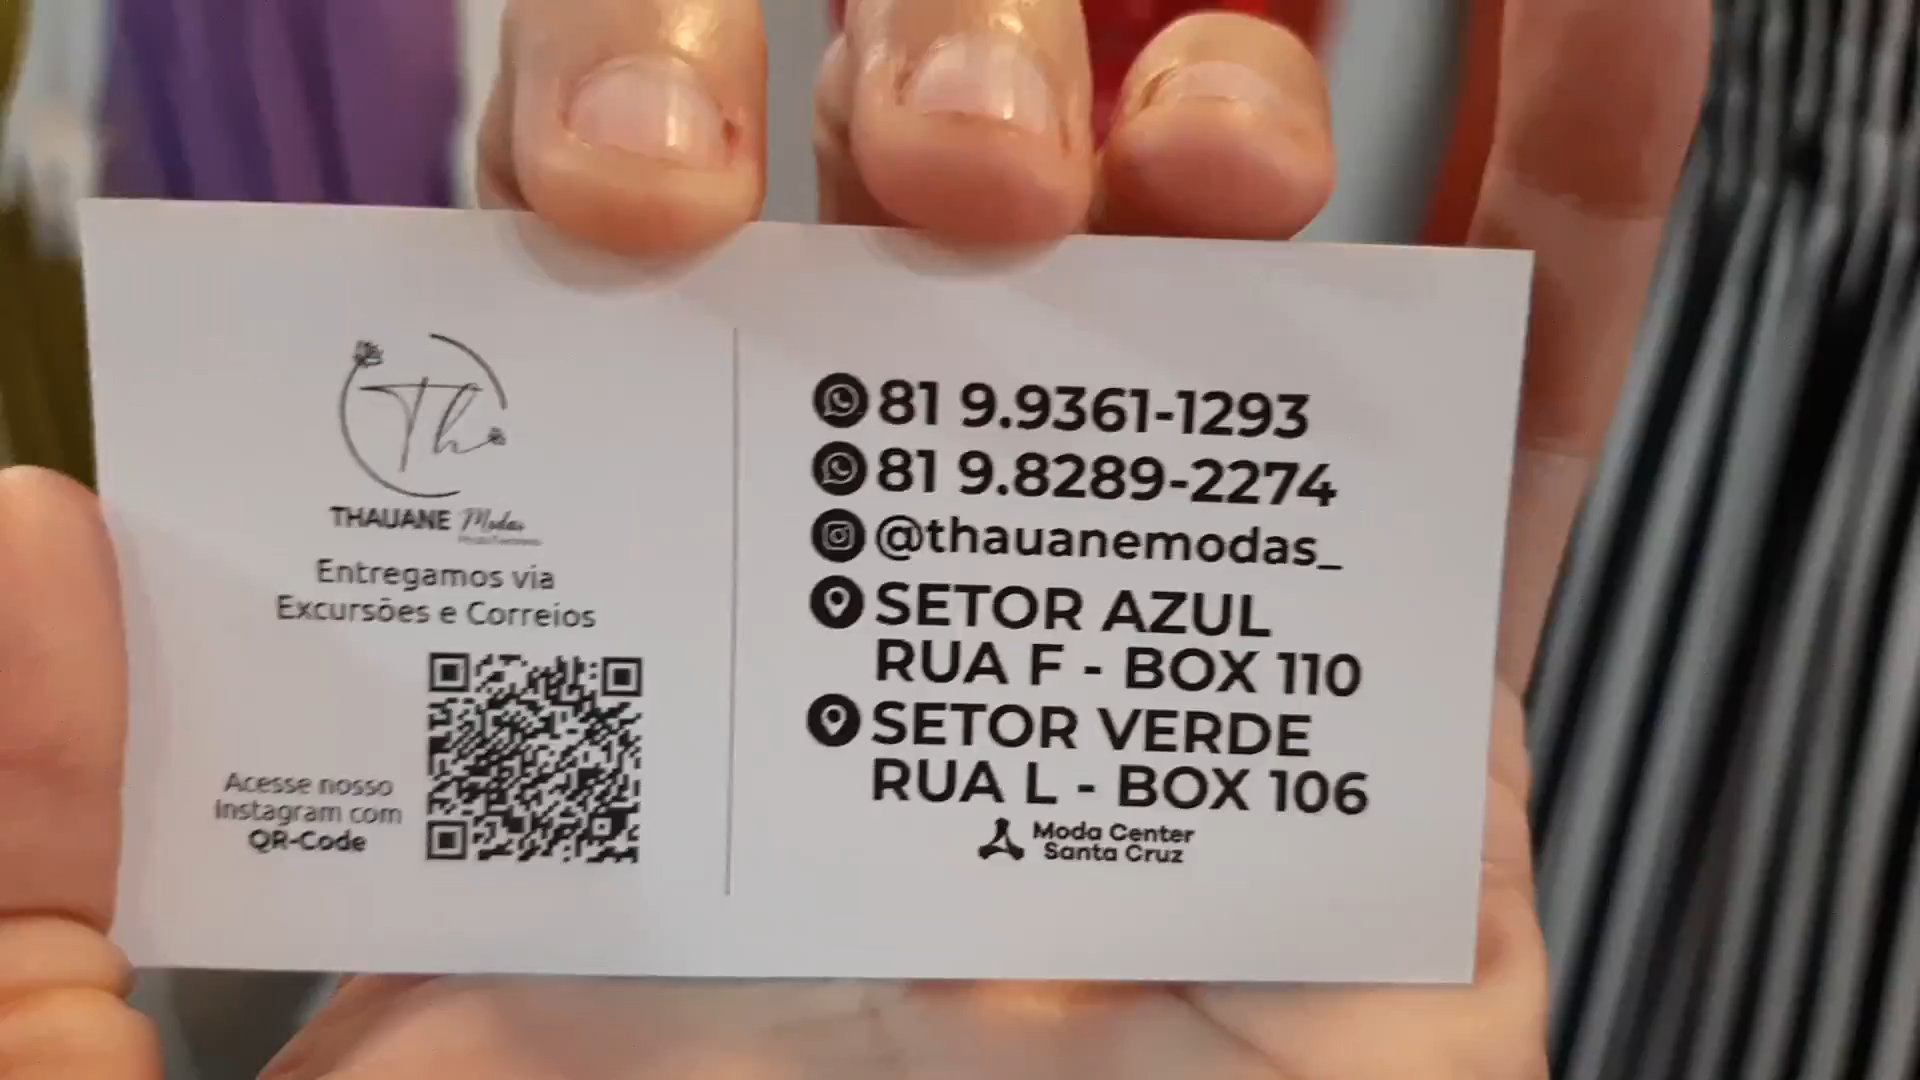 Th
THAUANE Modas
Entregamos via
Excursões e Correios
Acesse nosso
Instagram com
QR-Code
81 9.9361-1293
81 9.8289-2274
@thauanemodas_
SETOR AZUL
RUA F - BOX 110
SETOR VERDE
RUA L - BOX 106
Moda Center
Santa Cruz